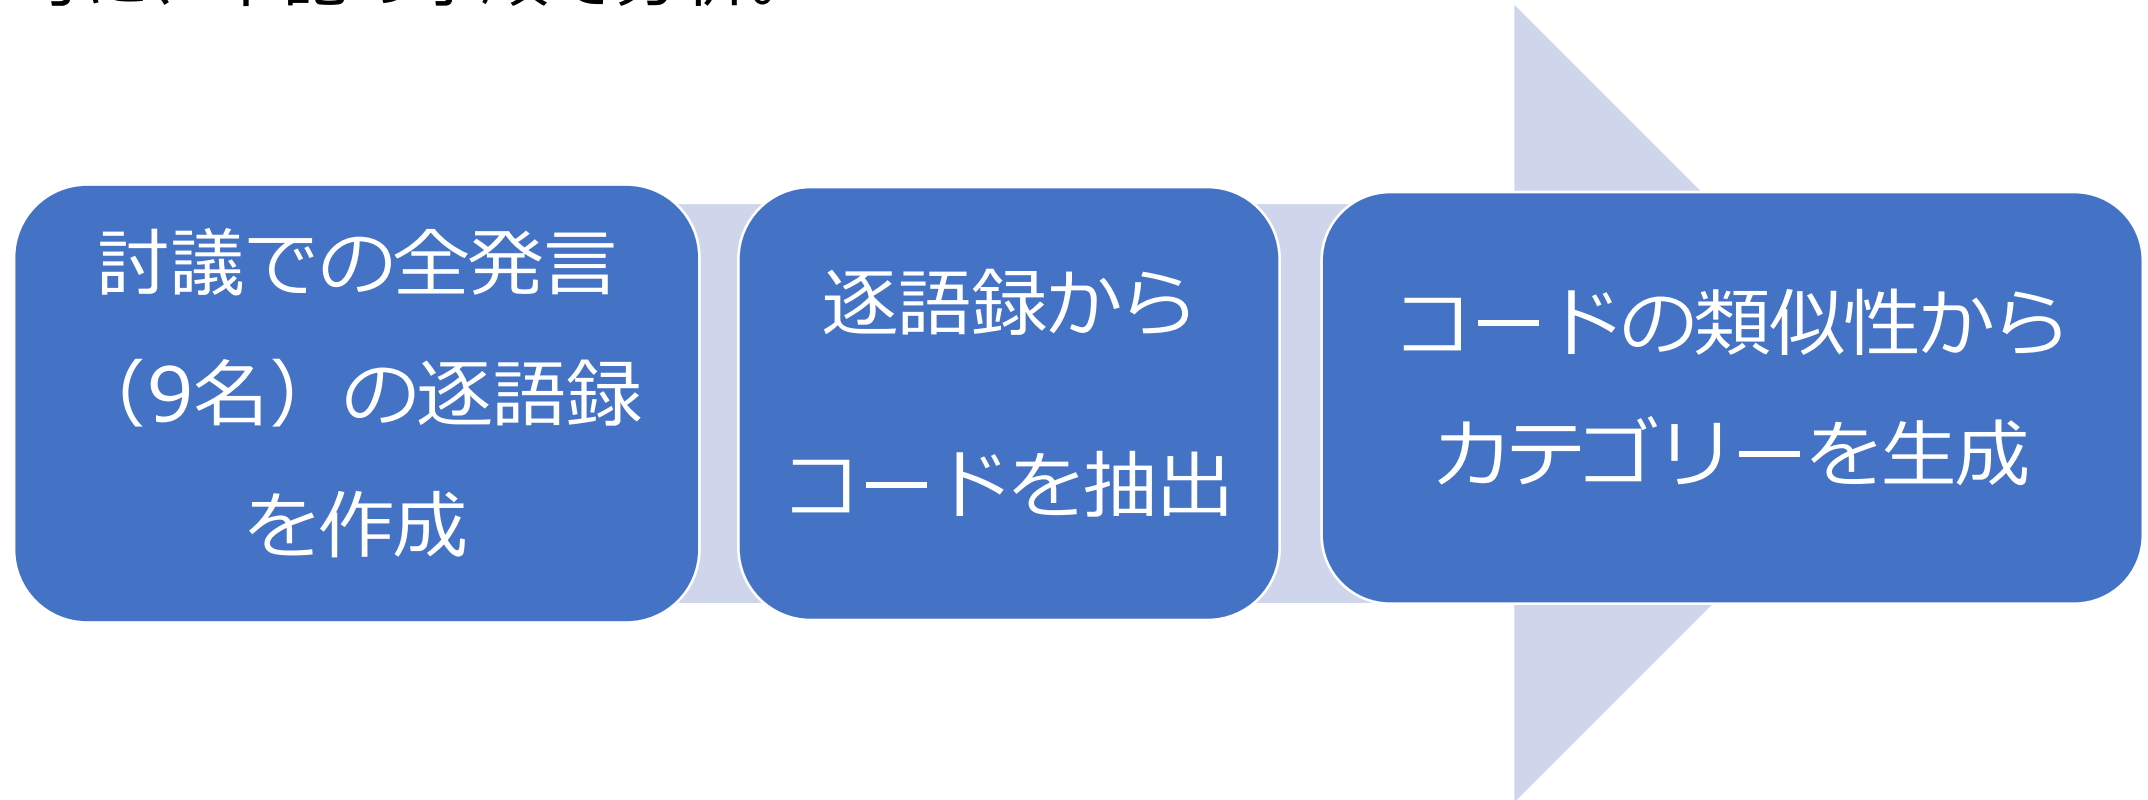 討議での全発言
（9名）の逐語録
を作成
逐語録から
コードを抽出
コードの類似性から
カテゴリーを生成